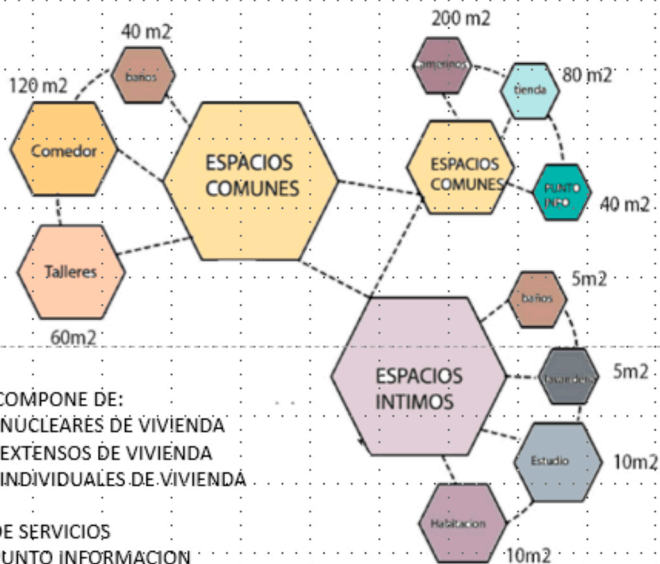 200 m2
40 m2
camerinos
80 m2
baños
tienda
120 m2
Comedor
ESPACIOS
COMUNES
ESPACIOS
COMUNES
PUNTO
INFO
40 m2
Talleres
60m2
baños
5m2
lavanderia
5m2
ESPACIOS
INTIMOS
Estudio
10m2
Habitacion
10m2
COMPONE DE:
NUCLEARES DE VIVIENDA
EXTENSOS DE VIVIENDA
INDIVIDUALES DE VIVIENDA
E SERVICIOS
UNTO INFORMACION